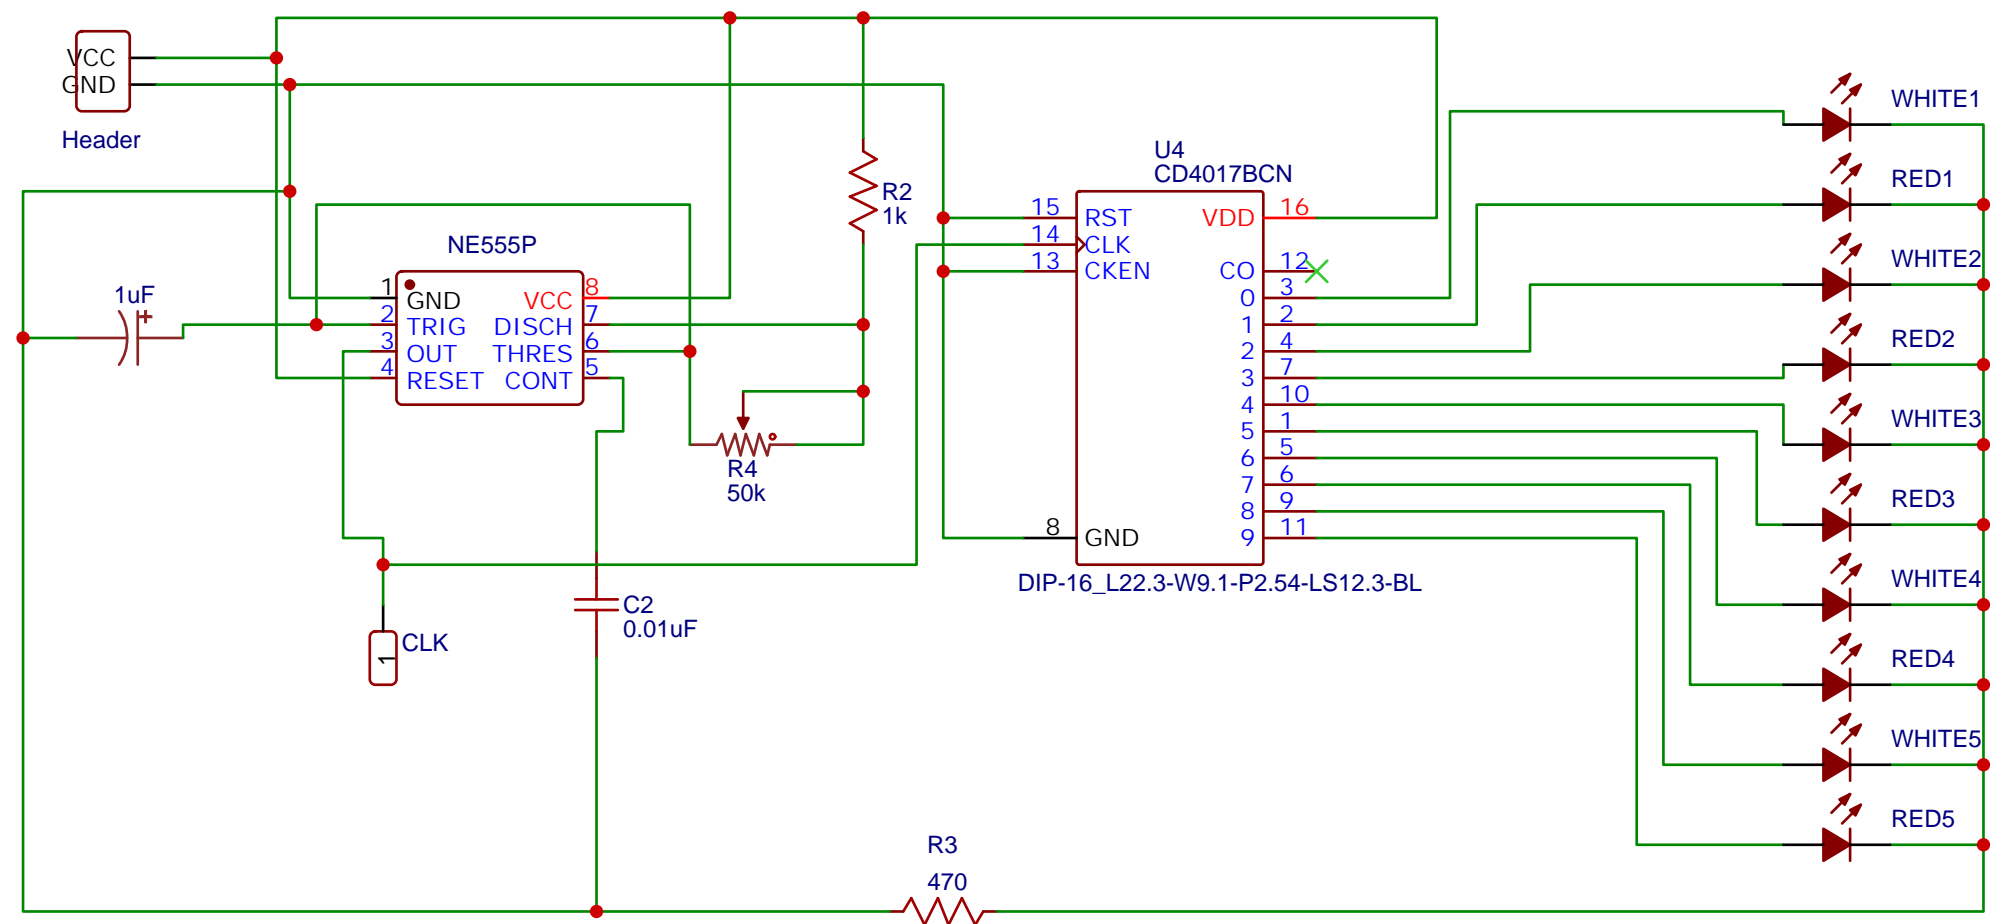 VCC
GND
Header
1uF
NE555P
1 GND
2 TRIG
3 OUT
4 RESET
VCC 8
DISCH 7
THRES 6
CONT 5
R2
1k
R4
50k
CLK
1
C2
0.01uF
U4
CD4017BCN
15 RST
14 CLK
13 CKEN
8 GND
VDD 16
CO 12
0 3
1 2
2 4
3 7
4 10
5 1
6 5
7 6
8 9
9 11
DIP-16_L22.3-W9.1-P2.54-LS12.3-BL
WHITE1
RED1
WHITE2
RED2
WHITE3
RED3
WHITE4
RED4
WHITE5
RED5
R3
470